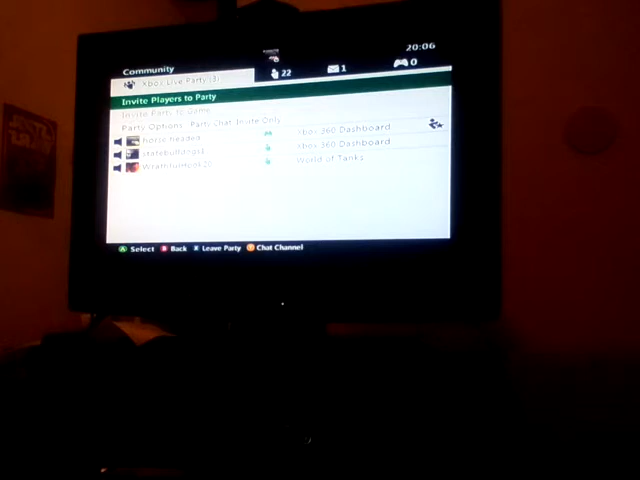 20:06
Community
22 1 0
Xbox Live Party (3)
Invite Players to Party
Invite Party to Game
Party Options: Party Chat, Invite Only
horse headed Xbox 360 Dashboard
Xbox 360 Dashboard
World of Tanks
A Select B Back X Leave Party Y Chat Channel